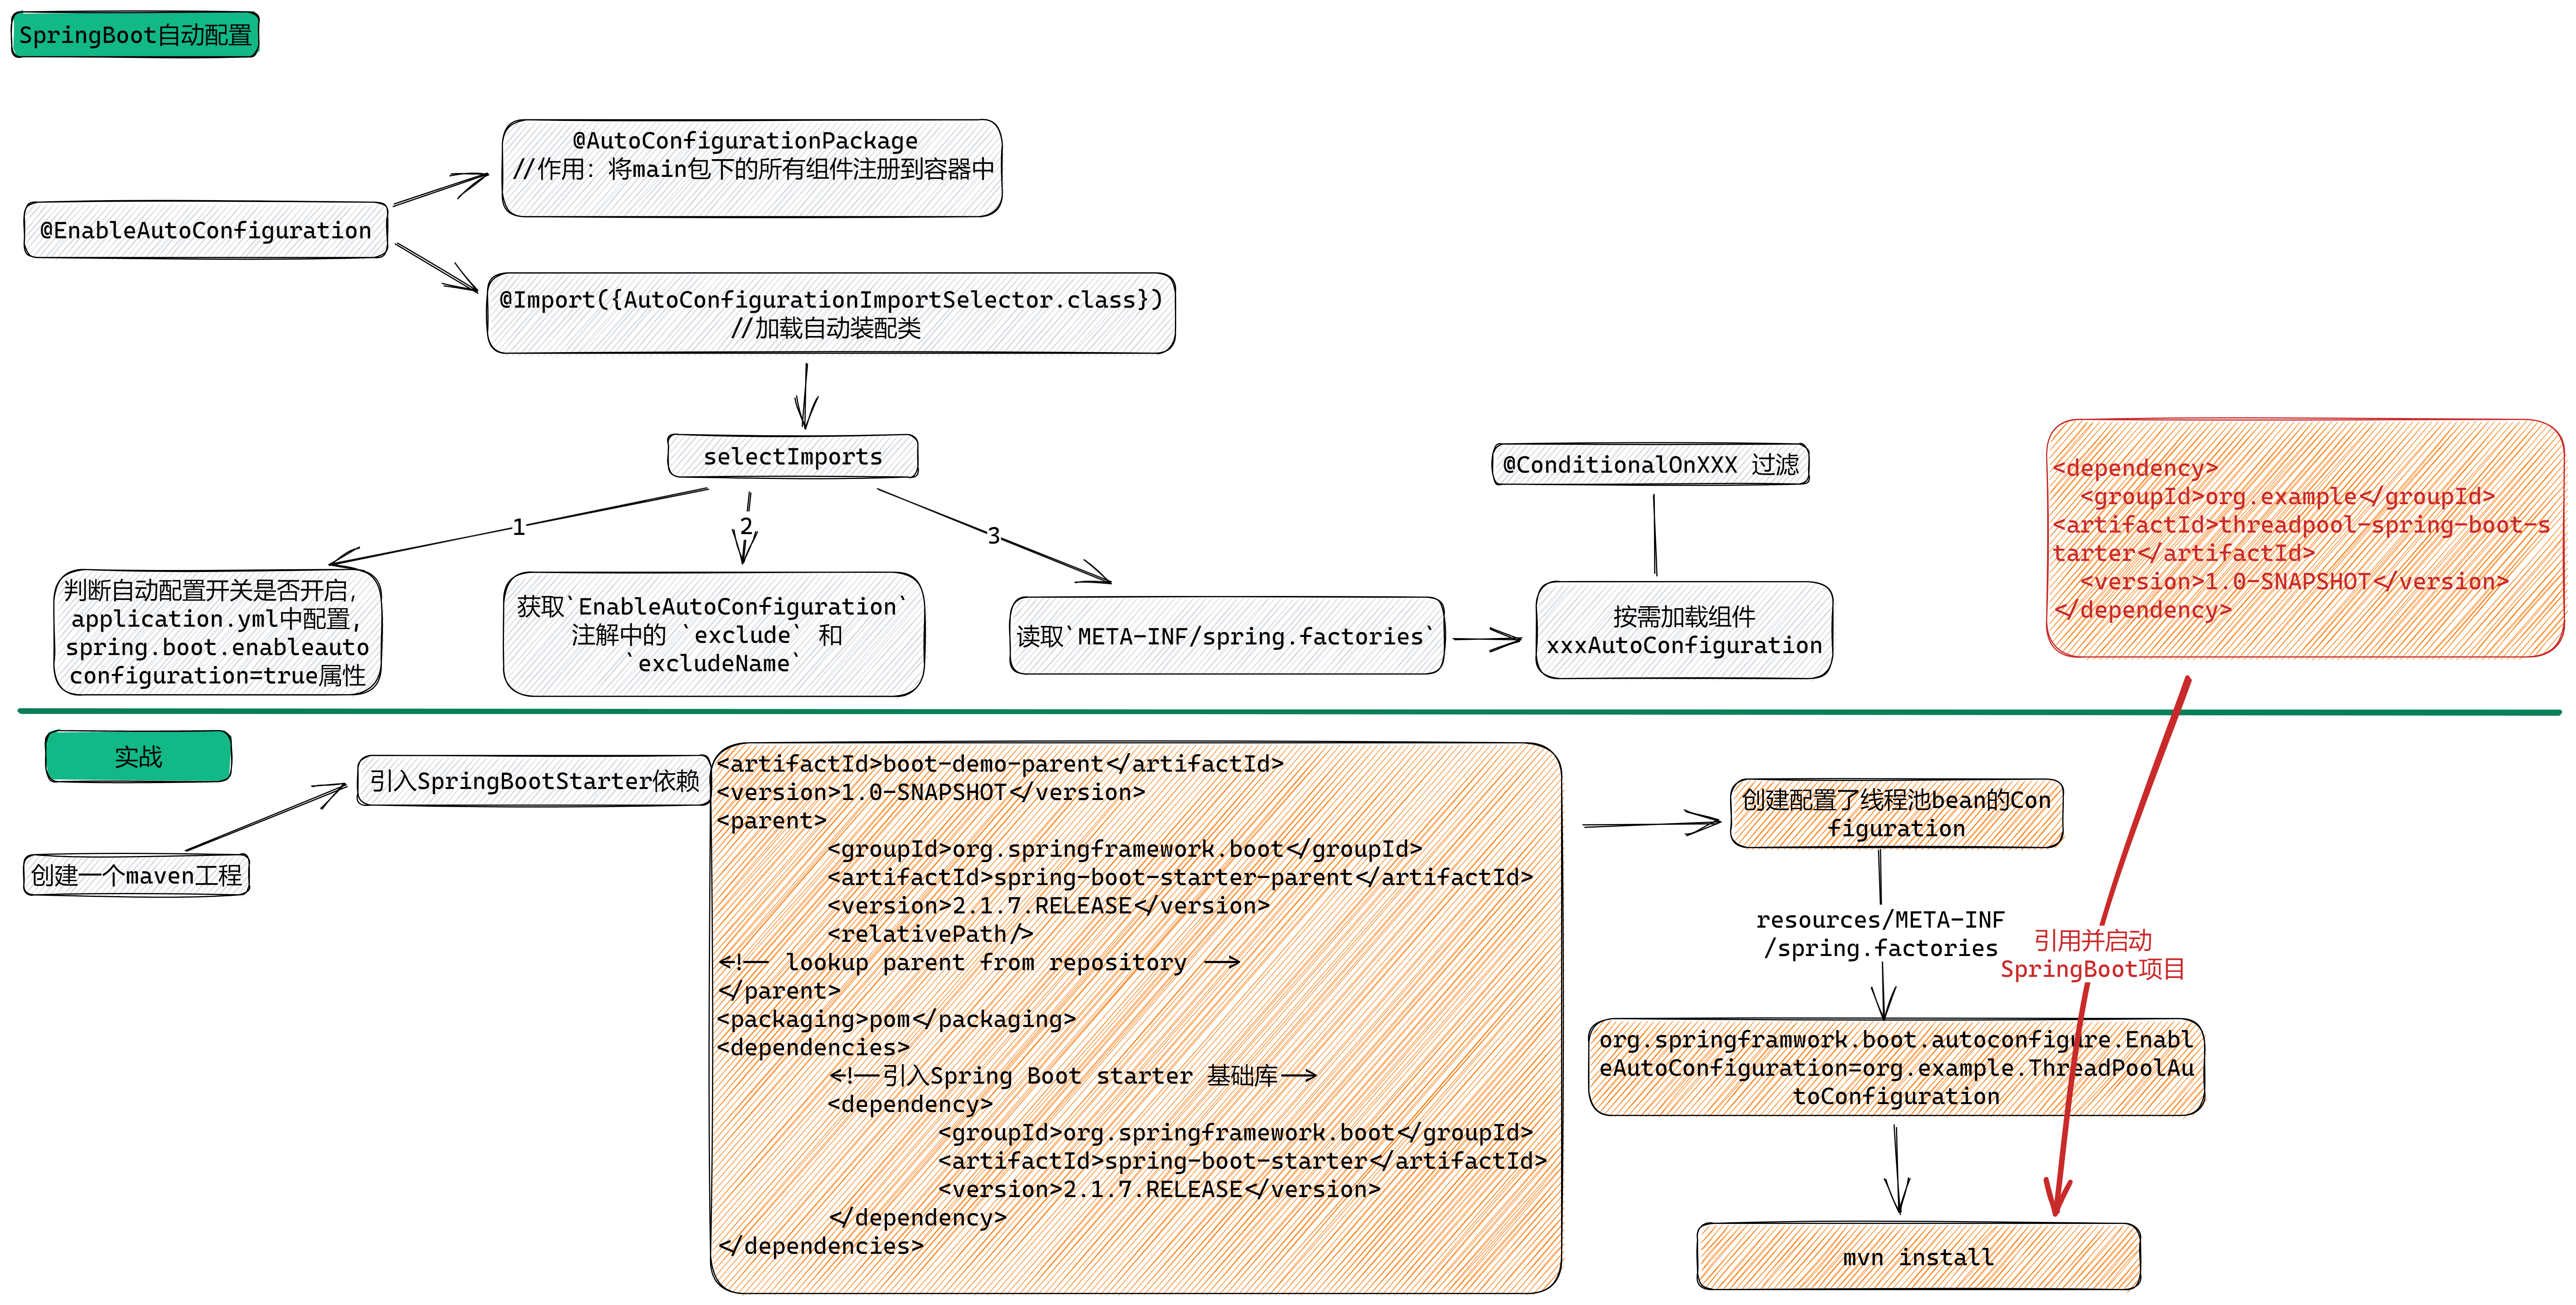 SpringBoot自动配置
@AutoConfigurationPackage
//作用：将main包下的所有组件注册到容器中
@EnableAutoConfiguration
@Import({AutoConfigurationImportSelector.class})
//加载自动装配类
selectImports
1
2
3
判断自动配置开关是否开启，
application.yml中配置，
spring.boot.enableauto
configuration=true属性
获取`EnableAutoConfiguration`
注解中的 `exclude` 和
`excludeName`
读取`META-INF/spring.factories`
@ConditionalOnXXX 过滤
按需加载组件
xxxAutoConfiguration
<dependency>
<groupId>org.example</groupId>
<artifactId>threadpool-spring-boot-s
tarter</artifactId>
<version>1.0-SNAPSHOT</version>
</dependency>
实战
创建一个maven工程
引入SpringBootStarter依赖
<artifactId>boot-demo-parent</artifactId>
<version>1.0-SNAPSHOT</version>
<parent>
<groupId>org.springframework.boot</groupId>
<artifactId>spring-boot-starter-parent</artifactId>
<version>2.1.7.RELEASE</version>
<relativePath/>
<!-- lookup parent from repository -->
</parent>
<packaging>pom</packaging>
<dependencies>
<!--引入Spring Boot starter 基础库-->
<dependency>
<groupId>org.springframework.boot</groupId>
<artifactId>spring-boot-starter</artifactId>
<version>2.1.7.RELEASE</version>
</dependency>
</dependencies>
创建配置了线程池bean的Con
figuration
resources/META-INF
/spring.factories
引用并启动
SpringBoot项目
org.springframwork.boot.autoconfigure.Enabl
eAutoConfiguration=org.example.ThreadPoolAu
toConfiguration
mvn install